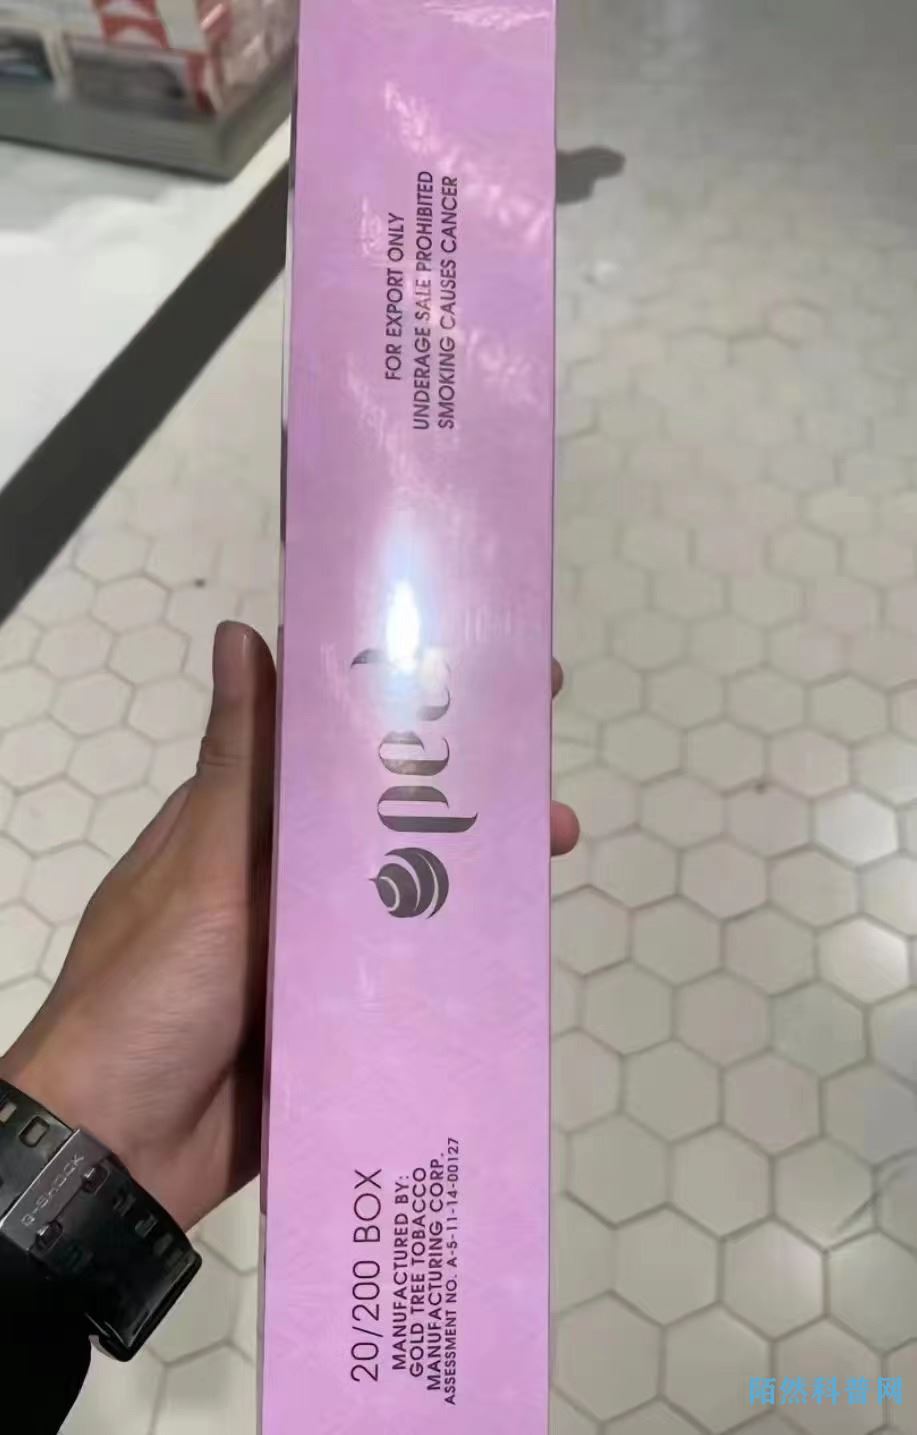 FOR EXPORT ONLY
UNDERAGE SALE PROHIBITED
SMOKING CAUSES CANCER
20/200 BOX
MANUFACTURED BY:
GOLD TREE TOBACCO
MANUFACTURING CORP.
ASSESSMENT NO. A-5-11-14-00127
G-SHOCK
陌然科普网